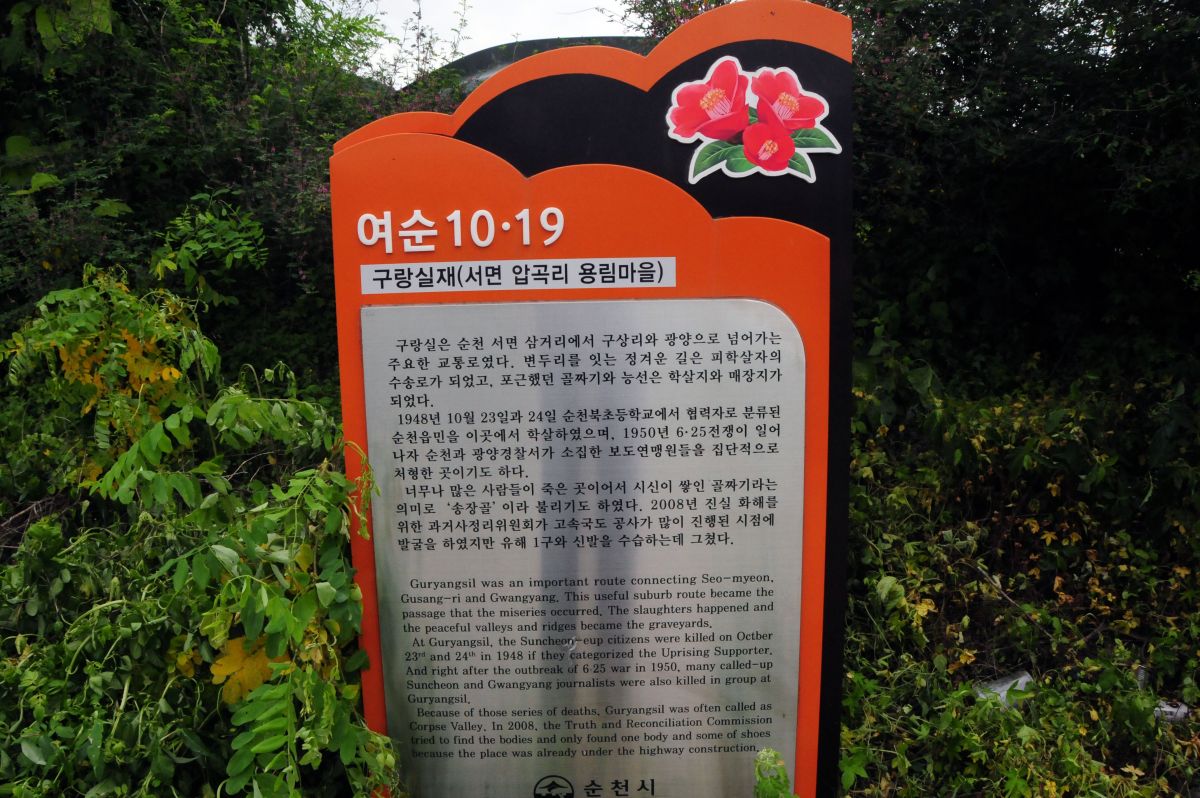 여순10·19
구랑실재(서면 압곡리 용림마을)
구랑실은 순천 서면 삼거리에서 구상리와 광양으로 넘어가는
주요한 교통로였다. 변두리를 잇는 정겨운 길은 피학살자의
수송로가 되었고, 포근했던 골짜기와 능선은 학살지와 매장지가
되었다.
1948년 10월 23일과 24일 순천북초등학교에서 협력자로 분류된
순천읍민을 이곳에서 학살하였으며, 1950년 6·25전쟁이 일어
나자 순천과 광양경찰서가 소집한 보도연맹원들을 집단적으로
처형한 곳이기도 하다.
너무나 많은 사람들이 죽은 곳이어서 시신이 쌓인 골짜기라는
의미로 '송장골'이라 불리기도 하였다. 2008년 진실 화해를
위한 과거사정리위원회가 고속국도 공사가 많이 진행된 시점에
발굴을 하였지만 유해 1구와 신발을 수습하는데 그쳤다.
Guryangsil was an important route connecting Seo-myeon,
Gusang-ri and Gwangyang. This useful suburb route became the
passage that the miseries occurred. The slaughters happened and
the peaceful valleys and ridges became the graveyards.
At Guryangsil, the Suncheon-eup citizens were killed on Octber
23rd and 24th in 1948 if they categorized the Uprising Supporter.
And right after the outbreak of 6·25 war in 1950, many called-up
Suncheon and Gwangyang journalists were also killed in group at
Guryangsil.
Because of those series of deaths, Guryangsil was often called as
Corpse Valley. In 2008, the Truth and Reconciliation Commission
tried to find the bodies and only found one body and some of shoes
because the place was already under the highway construction.
순천시